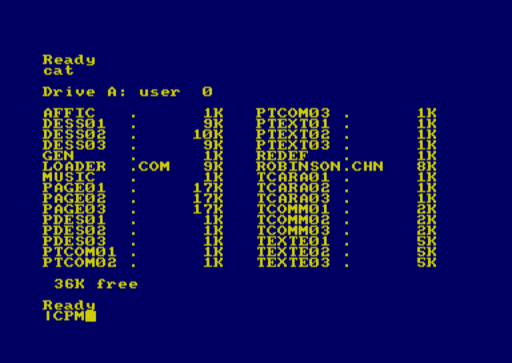 Ready
cat
Drive A: user 0
AFFIC . 1K PTCOM03 . 1K
DESS01 . 9K PTEXT01 . 1K
DESS02 . 10K PTEXT02 . 1K
DESS03 . 9K PTEXT03 . 1K
GEN . 1K REDEF . 1K
LOADER .COM 9K ROBINSON.CHN 8K
MUSIC . 1K TCARA01 . 1K
PAGE01 . 17K TCARA02 . 1K
PAGE02 . 17K TCARA03 . 1K
PAGE03 . 17K TCOMM01 . 2K
PDES01 . 1K TCOMM02 . 2K
PDES02 . 1K TCOMM03 . 2K
PDES03 . 1K TEXTE01 . 5K
PTCOM01 . 1K TEXTE02 . 5K
PTCOM02 . 1K TEXTE03 . 5K
36K free
Ready
|CPM